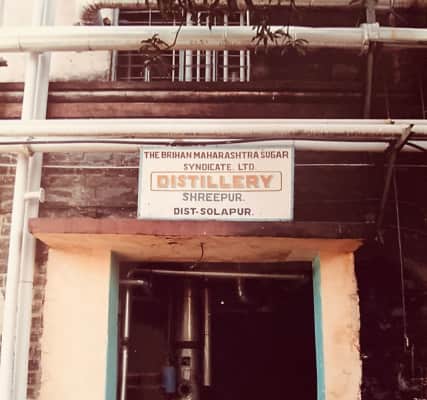 THE BRIHAN MAHARASHTRA SUGAR
SYNDICATE. LTD.
DISTILLERY
SHREEPUR.
DIST-SOLAPUR.